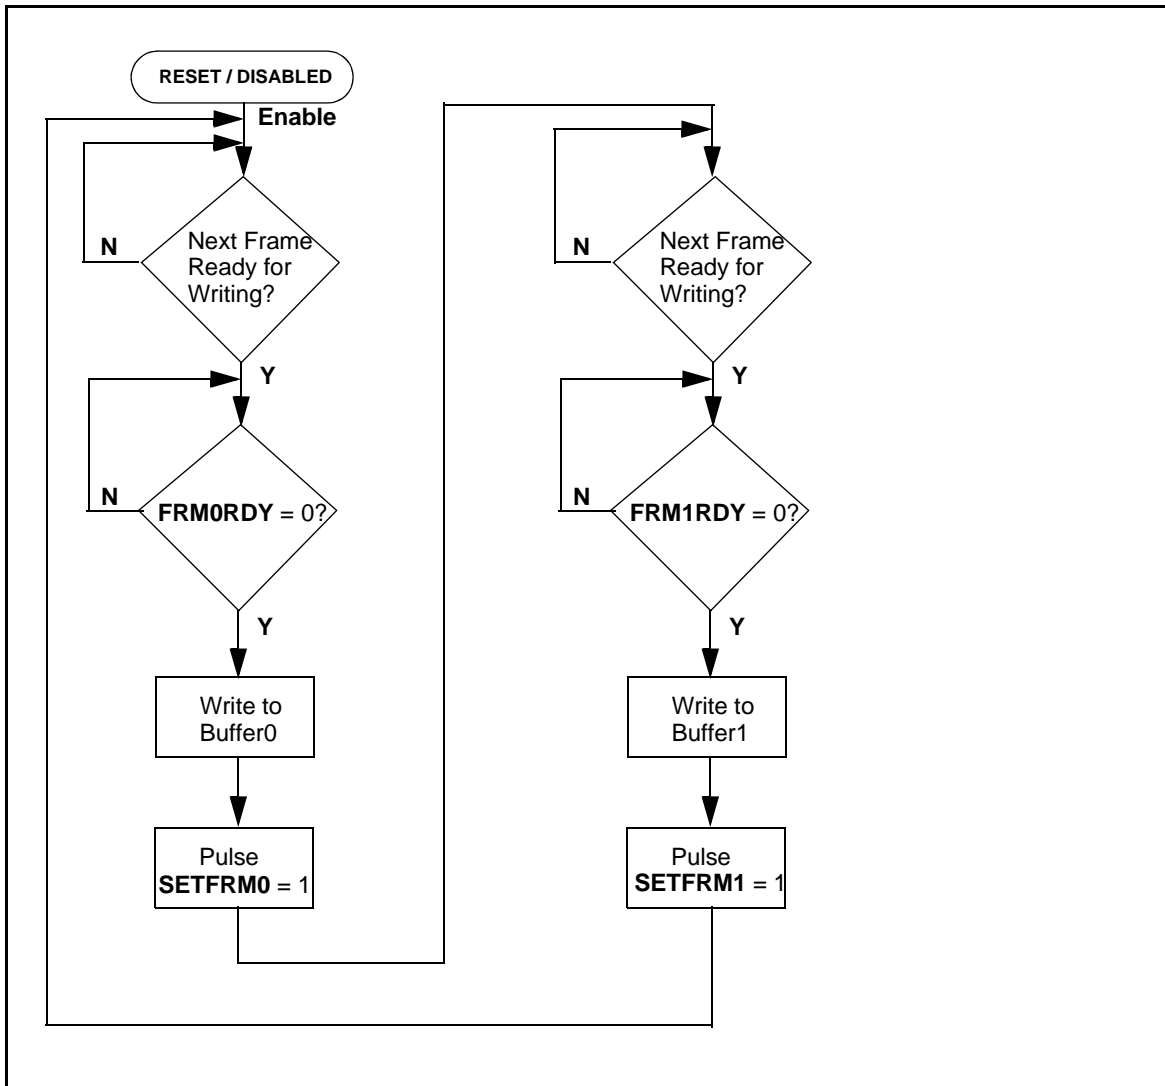 RESET / DISABLED
Enable
Next Frame
Ready for
Writing?
N
Y
FRM0RDY = 0?
N
Y
Write to
Buffer0
Pulse
SETFRM0 = 1
Next Frame
Ready for
Writing?
N
Y
FRM1RDY = 0?
N
Y
Write to
Buffer1
Pulse
SETFRM1 = 1